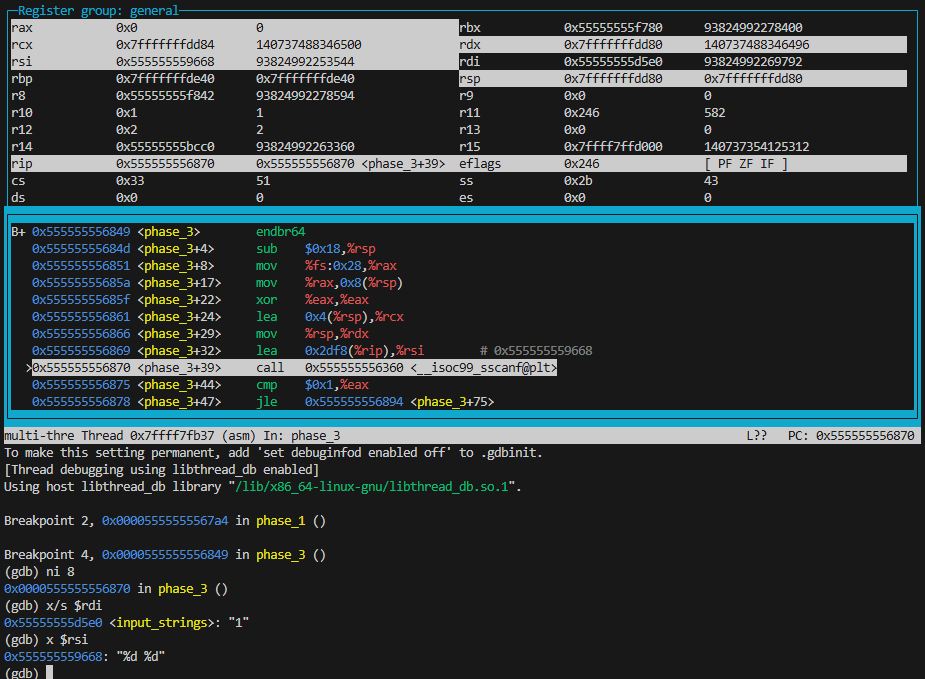 Register group: general
rax 0x0 0 rbx 0x55555555f780 93824992278400
rcx 0x7fffffffdd84 140737488346500 rdx 0x7fffffffdd80 140737488346496
rsi 0x555555559668 93824992253544 rdi 0x55555555d5e0 93824992269792
rbp 0x7fffffffde40 0x7fffffffde40 rsp 0x7fffffffdd80 0x7fffffffdd80
r8 0x55555555f842 93824992278594 r9 0x0 0
r10 0x1 1 r11 0x246 582
r12 0x2 2 r13 0x0 0
r14 0x55555555bcc0 93824992263360 r15 0x7ffff7ffd000 140737354125312
rip 0x555555556870 0x555555556870 <phase_3+39> eflags 0x246 [ PF ZF IF ]
cs 0x33 51 ss 0x2b 43
ds 0x0 0 es 0x0 0
B+ 0x555555556849 <phase_3> endbr64
0x55555555684d <phase_3+4> sub $0x18,%rsp
0x555555556851 <phase_3+8> mov %fs:0x28,%rax
0x55555555685a <phase_3+17> mov %rax,0x8(%rsp)
0x55555555685f <phase_3+22> xor %eax,%eax
0x555555556861 <phase_3+24> lea 0x4(%rsp),%rcx
0x555555556866 <phase_3+29> mov %rsp,%rdx
0x555555556869 <phase_3+32> lea 0x2df8(%rip),%rsi # 0x555555559668
>0x555555556870 <phase_3+39> call 0x555555556360 <__isoc99_sscanf@plt>
0x555555556875 <phase_3+44> cmp $0x1,%eax
0x555555556878 <phase_3+47> jle 0x555555556894 <phase_3+75>
multi-thre Thread 0x7ffff7fb37 (asm) In: phase_3 L?? PC: 0x555555556870
To make this setting permanent, add 'set debuginfod enabled off' to .gdbinit.
[Thread debugging using libthread_db enabled]
Using host libthread_db library "/lib/x86_64-linux-gnu/libthread_db.so.1".
Breakpoint 2, 0x00005555555567a4 in phase_1 ()
Breakpoint 4, 0x0000555555556849 in phase_3 ()
(gdb) ni 8
0x0000555555556870 in phase_3 ()
(gdb) x/s $rdi
0x55555555d5e0 <input_strings>: "1"
(gdb) x $rsi
0x555555559668: "%d %d"
(gdb)